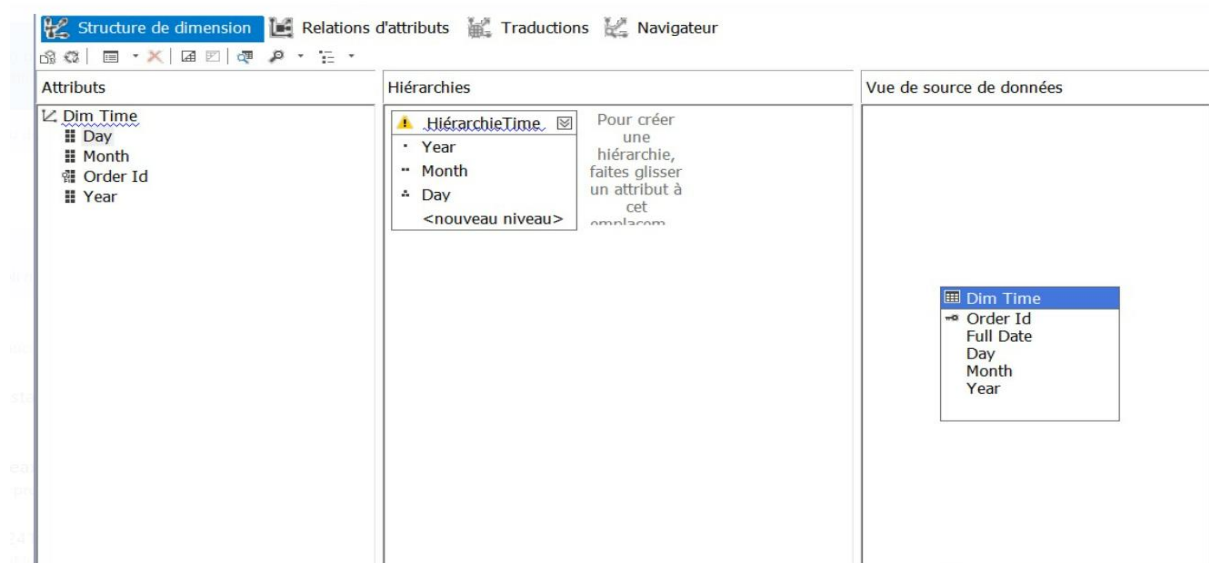 Structure de dimension Relations d'attributs Traductions Navigateur
Attributs
Dim Time
Day
Month
Order Id
Year
Hiérarchies
HiérarchieTime
Year
Month
Day
<nouveau niveau>
Pour créer
une
hiérarchie,
faites glisser
un attribut à
cet
emplacem...
Vue de source de données
Dim Time
Order Id
Full Date
Day
Month
Year